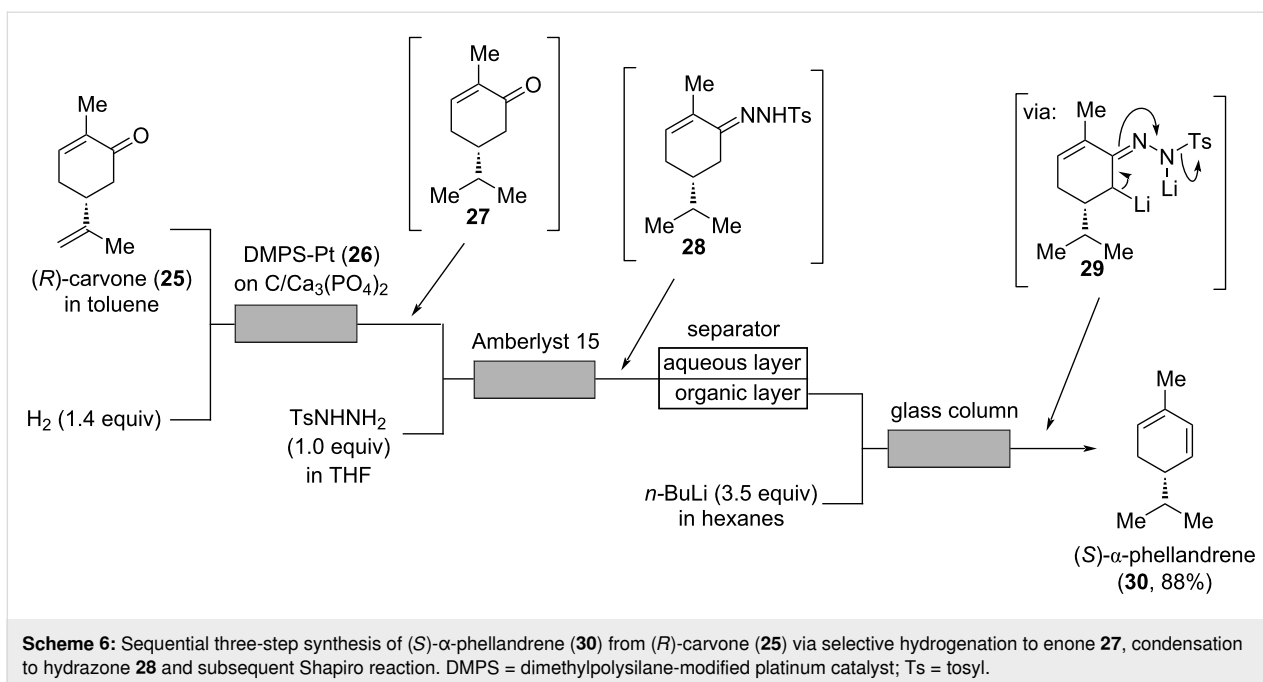 Me
O
Me
(R)-carvone (25)
in toluene
H2 (1.4 equiv)
DMPS-Pt (26)
on C/Ca3(PO4)2
Me
O
Me
Me
27
TsNHNH2
(1.0 equiv)
in THF
Amberlyst 15
Me
NNHTs
Me
Me
28
separator
aqueous layer
organic layer
n-BuLi (3.5 equiv)
in hexanes
glass column
via:
Me
N
N
Ts
Li
Li
Me
Me
29
Me
Me
Me
(S)-α-phellandrene
(30, 88%)
Scheme 6: Sequential three-step synthesis of (S)-α-phellandrene (30) from (R)-carvone (25) via selective hydrogenation to enone 27, condensation
to hydrazone 28 and subsequent Shapiro reaction. DMPS = dimethylpolysilane-modified platinum catalyst; Ts = tosyl.